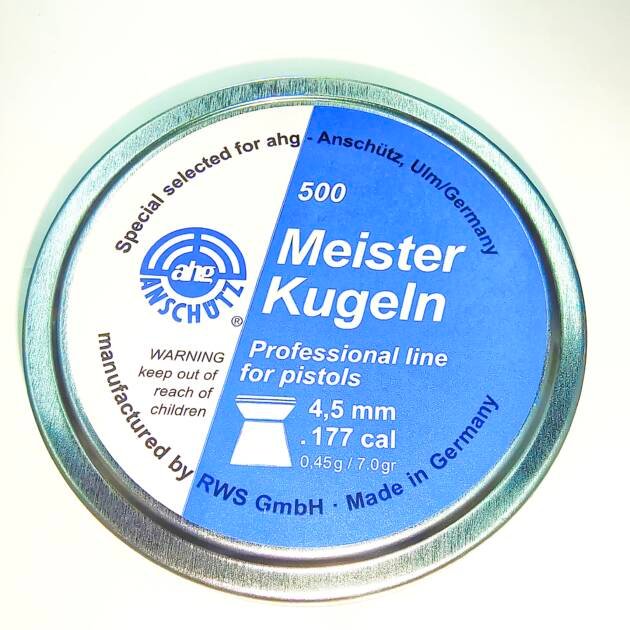 Special selected for ahg - Anschütz, Ulm/Germany
500
Meister
Kugeln
ahg
ANSCHÜTZ
®
Professional line
for pistols
WARNING
keep out of
reach of
children
4,5 mm
.177 cal
0,45g / 7.0gr
manufactured by RWS GmbH · Made in Germany